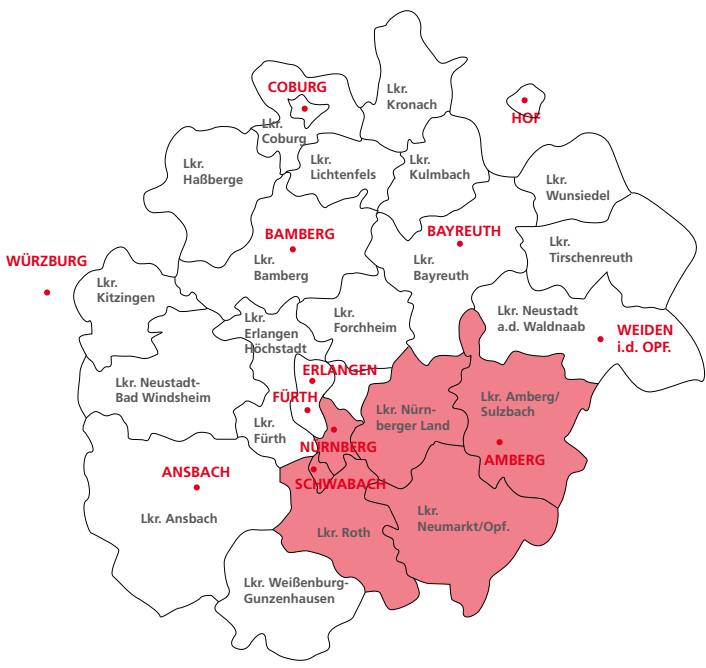 COBURG
Lkr.
Kronach
HOF
Lkr.
Coburg
Lkr.
Haßberge
Lkr.
Lichtenfels
Lkr.
Kulmbach
Lkr.
Wunsiedel
BAMBERG
BAYREUTH
Lkr.
Tirschenreuth
WÜRZBURG
Lkr.
Bamberg
Lkr.
Bayreuth
Lkr.
Kitzingen
Lkr.
Erlangen
Höchstadt
Lkr.
Forchheim
Lkr. Neustadt
a.d. Waldnaab
WEIDEN
i.d. OPF.
ERLANGEN
Lkr. Neustadt-
Bad Windsheim
FÜRTH
Lkr.
Fürth
Lkr. Nürn-
berger Land
Lkr. Amberg/
Sulzbach
NÜRNBERG
AMBERG
ANSBACH
SCHWABACH
Lkr. Ansbach
Lkr. Roth
Lkr.
Neumarkt/Opf.
Lkr. Weißenburg-
Gunzenhausen